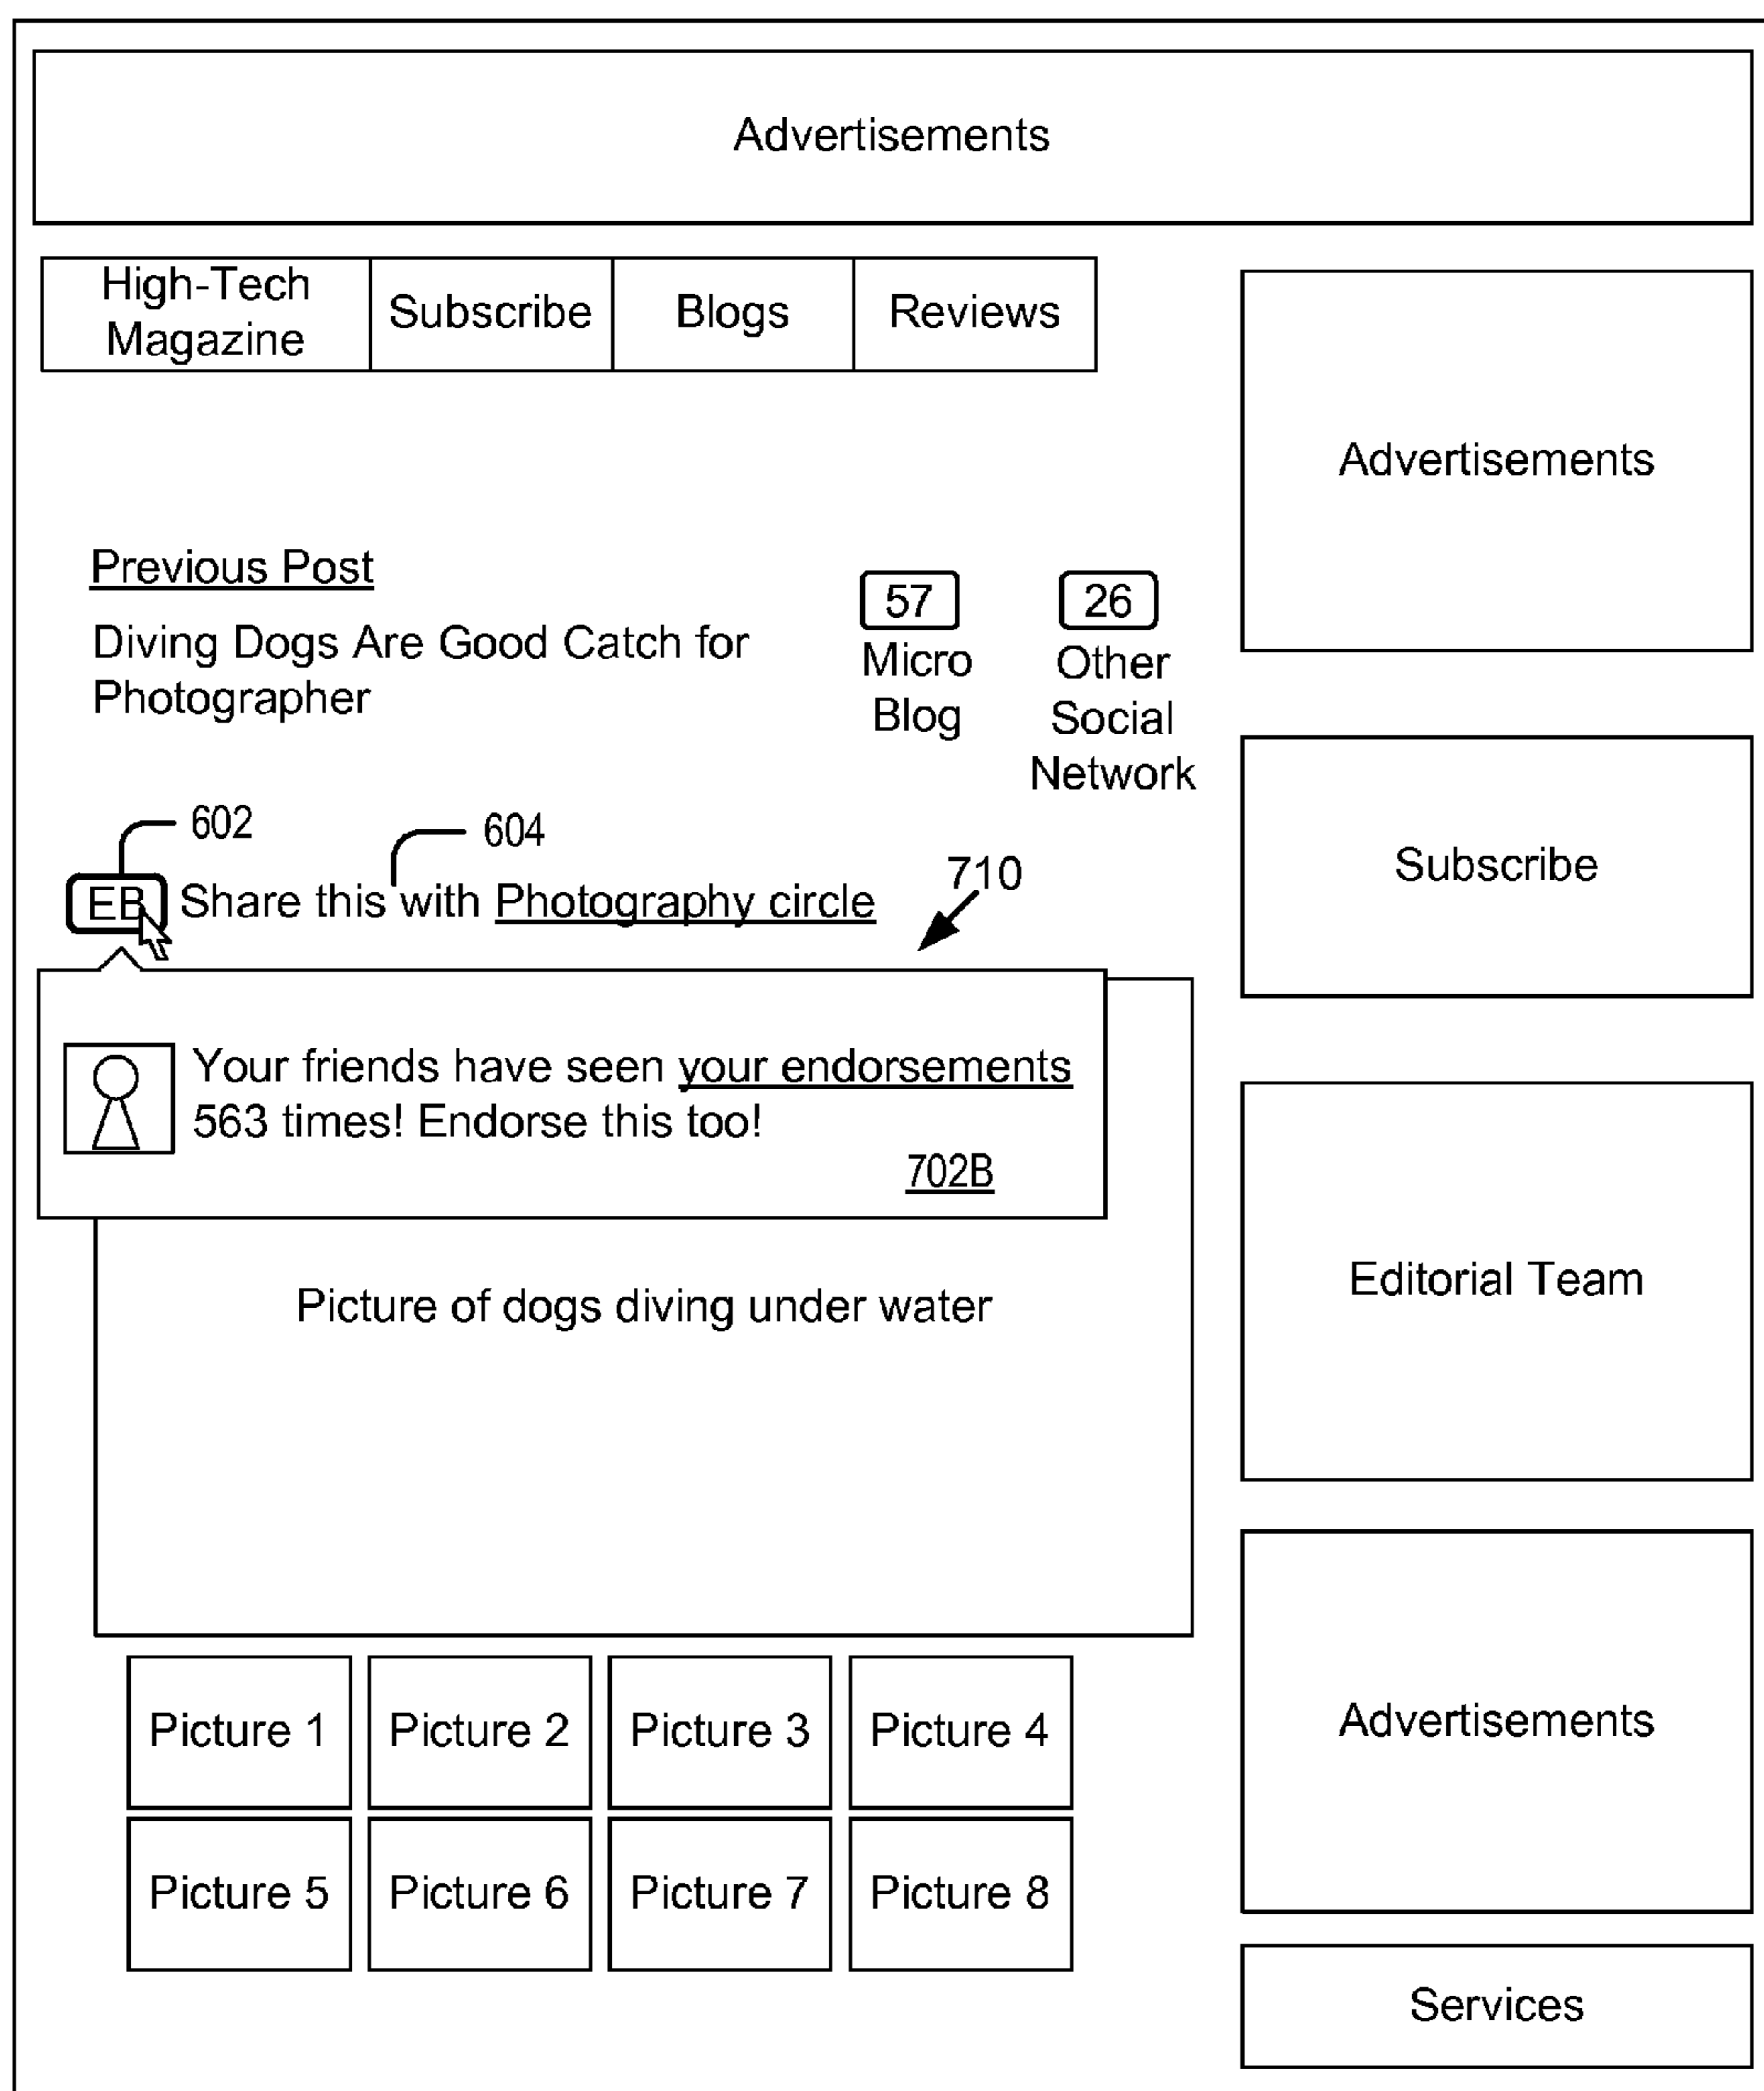 Advertisements
High-Tech
Magazine
Subscribe
Blogs
Reviews
Advertisements
Previous Post
Diving Dogs Are Good Catch for
Photographer
57
Micro
Blog
26
Other
Social
Network
Subscribe
602
604
EB
Share this with Photography circle
710
Your friends have seen your endorsements
563 times! Endorse this too!
702B
Editorial Team
Picture of dogs diving under water
Advertisements
Picture 1
Picture 2
Picture 3
Picture 4
Picture 5
Picture 6
Picture 7
Picture 8
Services